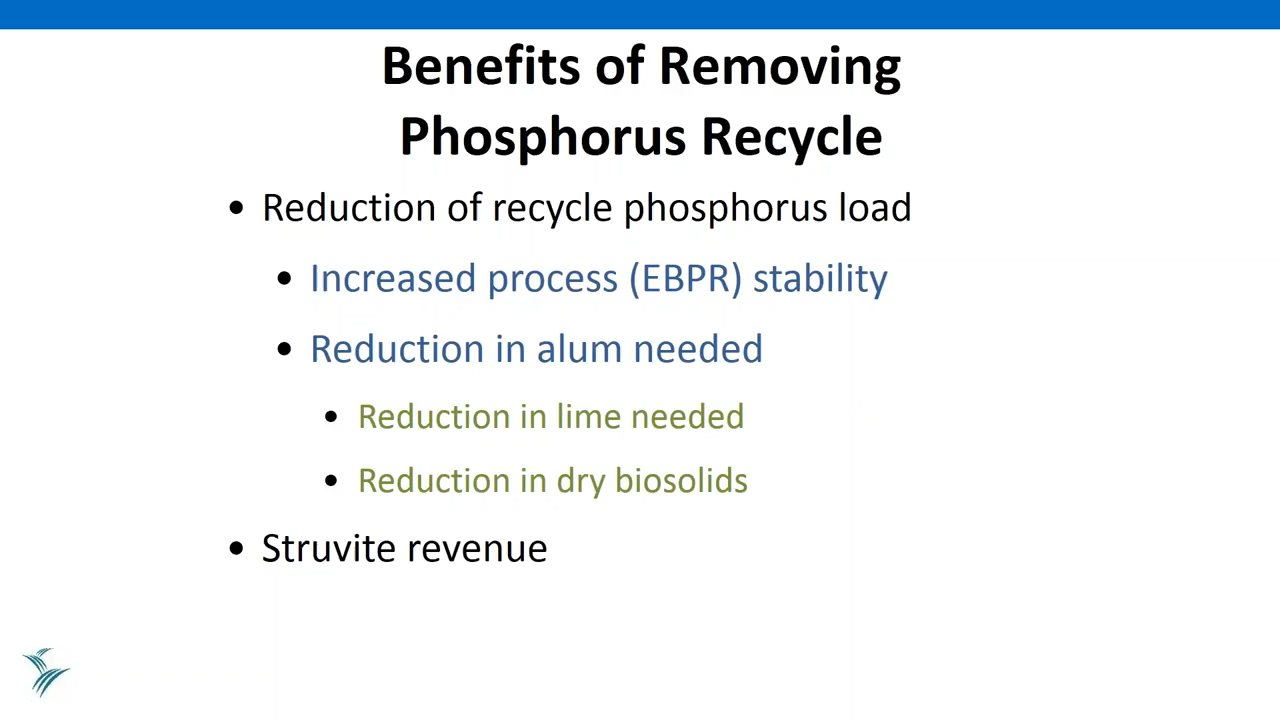 Benefits of Removing
Phosphorus Recycle
• Reduction of recycle phosphorus load
• Increased process (EBPR) stability
• Reduction in alum needed
• Reduction in lime needed
• Reduction in dry biosolids
• Struvite revenue